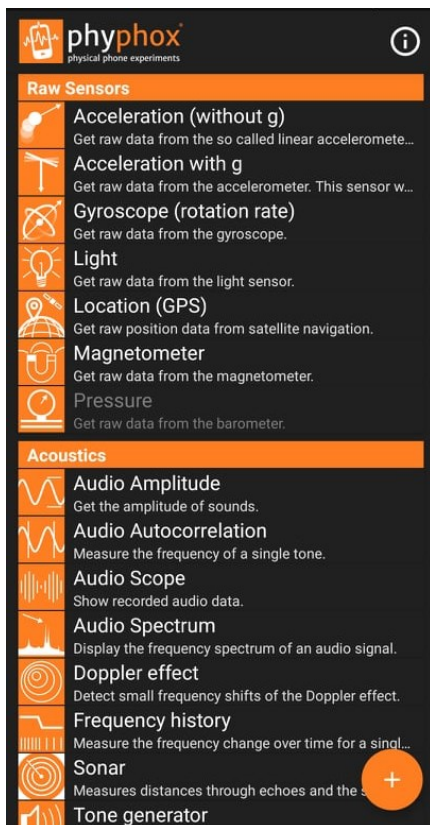 phyphox®
physical phone experiments
Raw Sensors
Acceleration (without g)
Get raw data from the so called linear acceleromete...
Acceleration with g
Get raw data from the accelerometer. This sensor w...
Gyroscope (rotation rate)
Get raw data from the gyroscope.
Light
Get raw data from the light sensor.
Location (GPS)
Get raw position data from satellite navigation.
Magnetometer
Get raw data from the magnetometer.
Pressure
Get raw data from the barometer.
Acoustics
Audio Amplitude
Get the amplitude of sounds.
Audio Autocorrelation
Measure the frequency of a single tone.
Audio Scope
Show recorded audio data.
Audio Spectrum
Display the frequency spectrum of an audio signal.
Doppler effect
Detect small frequency shifts of the Doppler effect.
Frequency history
Measure the frequency change over time for a singl...
Sonar
Measures distances through echoes and the
Tone generator